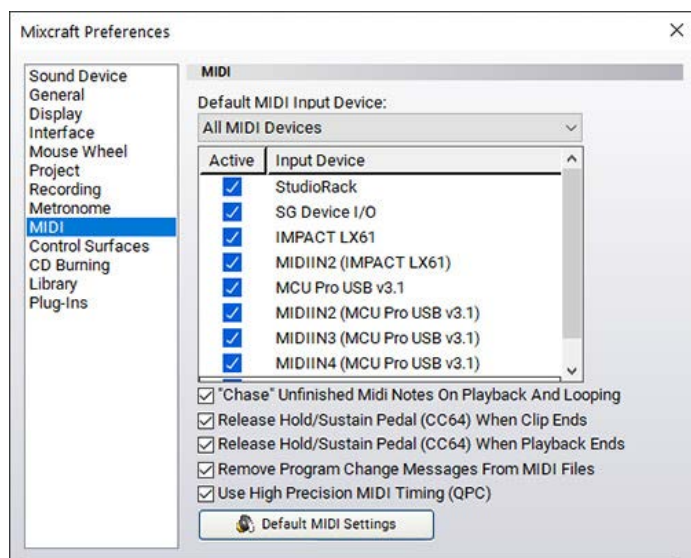 Mixcraft Preferences
Sound Device
General
Display
Interface
Mouse Wheel
Project
Recording
Metronome
MIDI
Control Surfaces
CD Burning
Library
Plug-Ins
MIDI
Default MIDI Input Device:
All MIDI Devices
Active Input Device
StudioRack
SG Device I/O
IMPACT LX61
MIDIIN2 (IMPACT LX61)
MCU Pro USB v3.1
MIDIIN2 (MCU Pro USB v3.1)
MIDIIN3 (MCU Pro USB v3.1)
MIDIIN4 (MCU Pro USB v3.1)
"Chase" Unfinished Midi Notes On Playback And Looping
Release Hold/Sustain Pedal (CC64) When Clip Ends
Release Hold/Sustain Pedal (CC64) When Playback Ends
Remove Program Change Messages From MIDI Files
Use High Precision MIDI Timing (QPC)
Default MIDI Settings